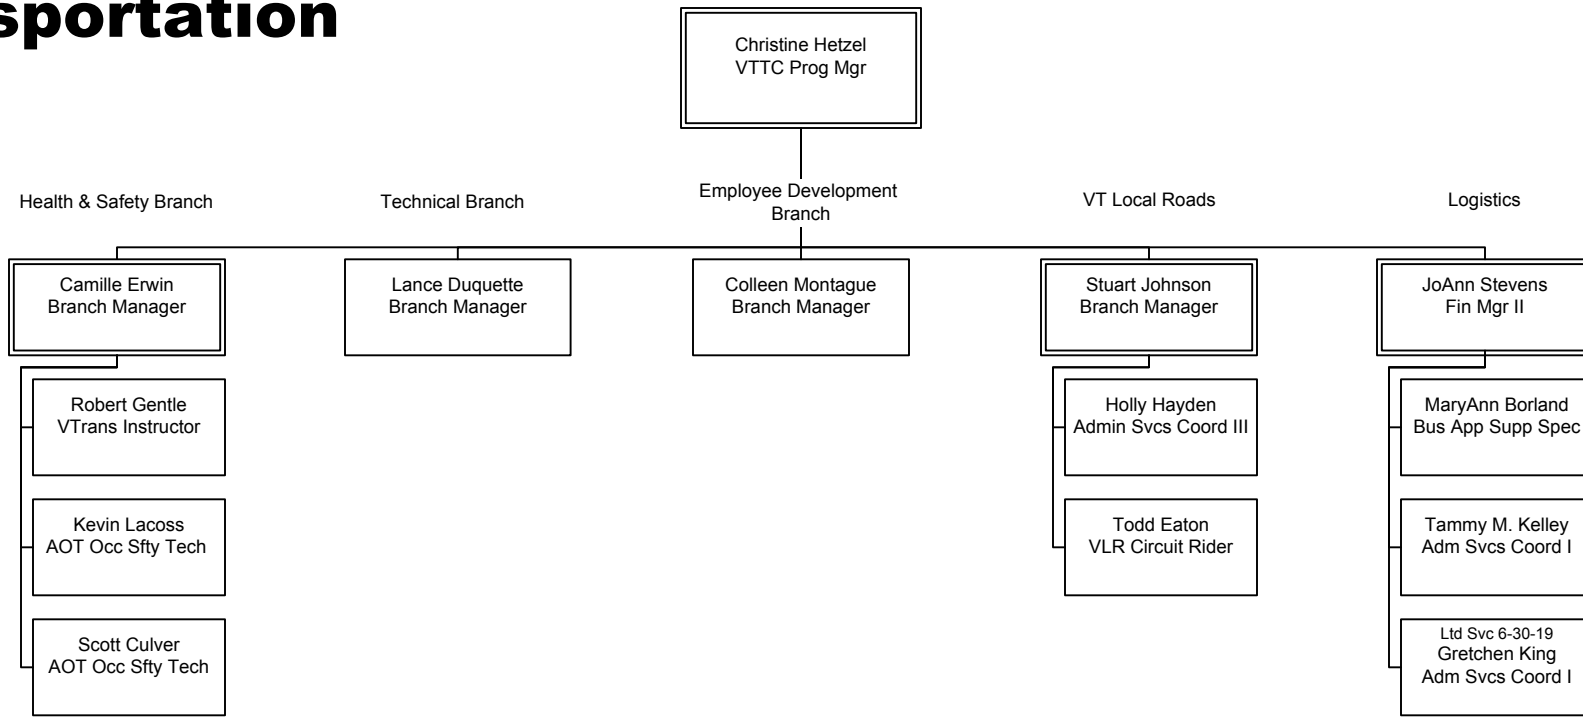 sportation
Christine Hetzel
VTTC Prog Mgr
Health & Safety Branch
Technical Branch
Employee Development
Branch
VT Local Roads
Logistics
Camille Erwin
Branch Manager
Lance Duquette
Branch Manager
Colleen Montague
Branch Manager
Stuart Johnson
Branch Manager
JoAnn Stevens
Fin Mgr II
Robert Gentle
VTrans Instructor
Holly Hayden
Admin Svcs Coord III
MaryAnn Borland
Bus App Supp Spec
Kevin Lacoss
AOT Occ Sfty Tech
Todd Eaton
VLR Circuit Rider
Tammy M. Kelley
Adm Svcs Coord I
Scott Culver
AOT Occ Sfty Tech
Ltd Svc 6-30-19
Gretchen King
Adm Svcs Coord I